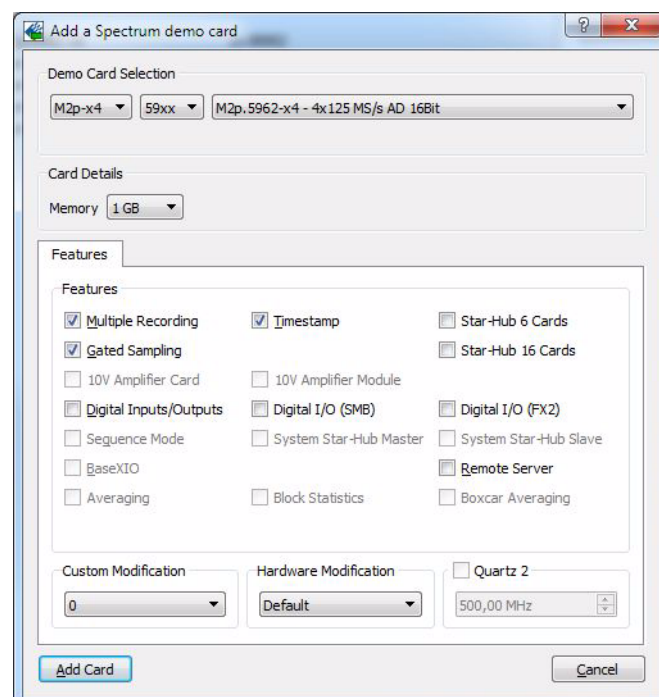 Add a Spectrum demo card
Demo Card Selection
M2p-x4 59xx M2p.5962-x4 - 4x125 MS/s AD 16Bit
Card Details
Memory 1 GB
Features
Features
Multiple Recording Timestamp Star-Hub 6 Cards
Gated Sampling Star-Hub 16 Cards
10V Amplifier Card 10V Amplifier Module
Digital Inputs/Outputs Digital I/O (SMB) Digital I/O (FX2)
Sequence Mode System Star-Hub Master System Star-Hub Slave
BaseXIO Remote Server
Averaging Block Statistics Boxcar Averaging
Custom Modification Hardware Modification Quartz 2
0 Default 500,00 MHz
Add Card Cancel